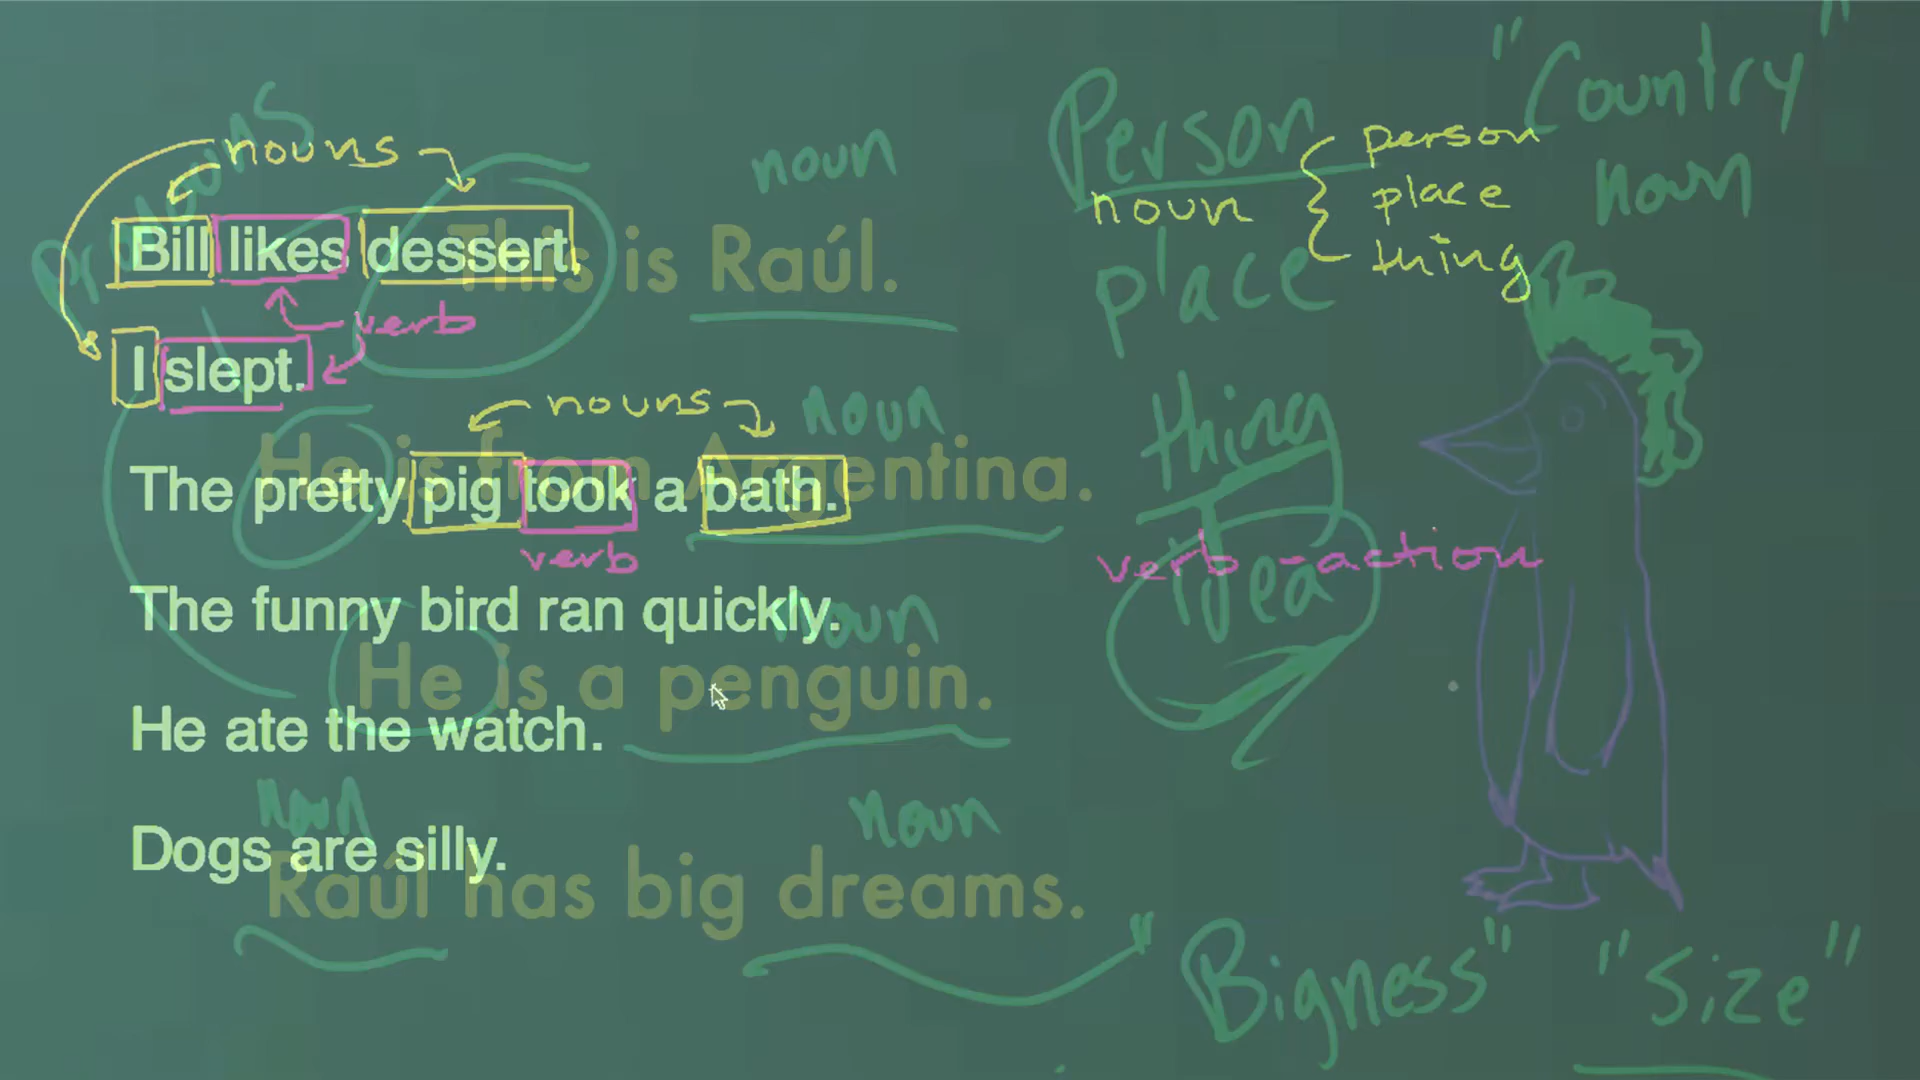 "Country"
Person
pronouns
nouns
noun
person
noun
place
noun
thing
Bill likes dessert.
This is Raúl.
place
verb
I slept.
nouns
noun
thing
He is from Argentina.
The pretty pig took a bath.
verb
verb - action
Idea
The funny bird ran quickly.
noun
He is a penguin.
He ate the watch.
noun
noun
Dogs are silly.
Raúl has big dreams.
"Bigness"
"Size"